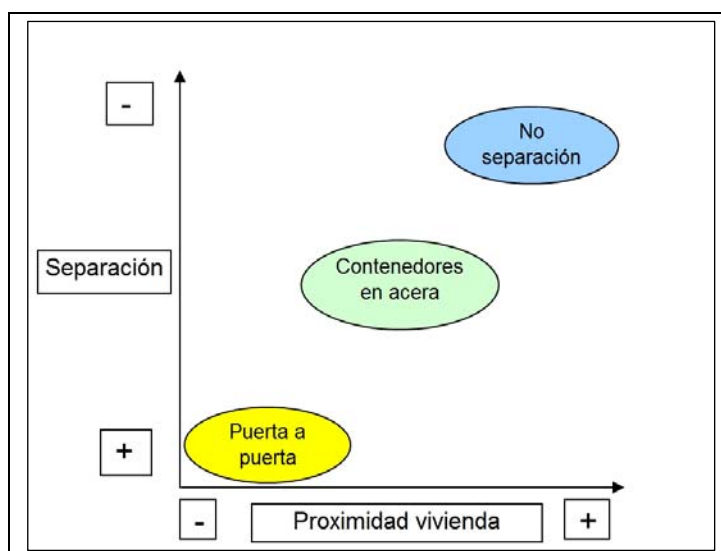 -
No
separación
Separación
Contenedores
en acera
Puerta a
puerta
+
-
Proximidad vivienda
+